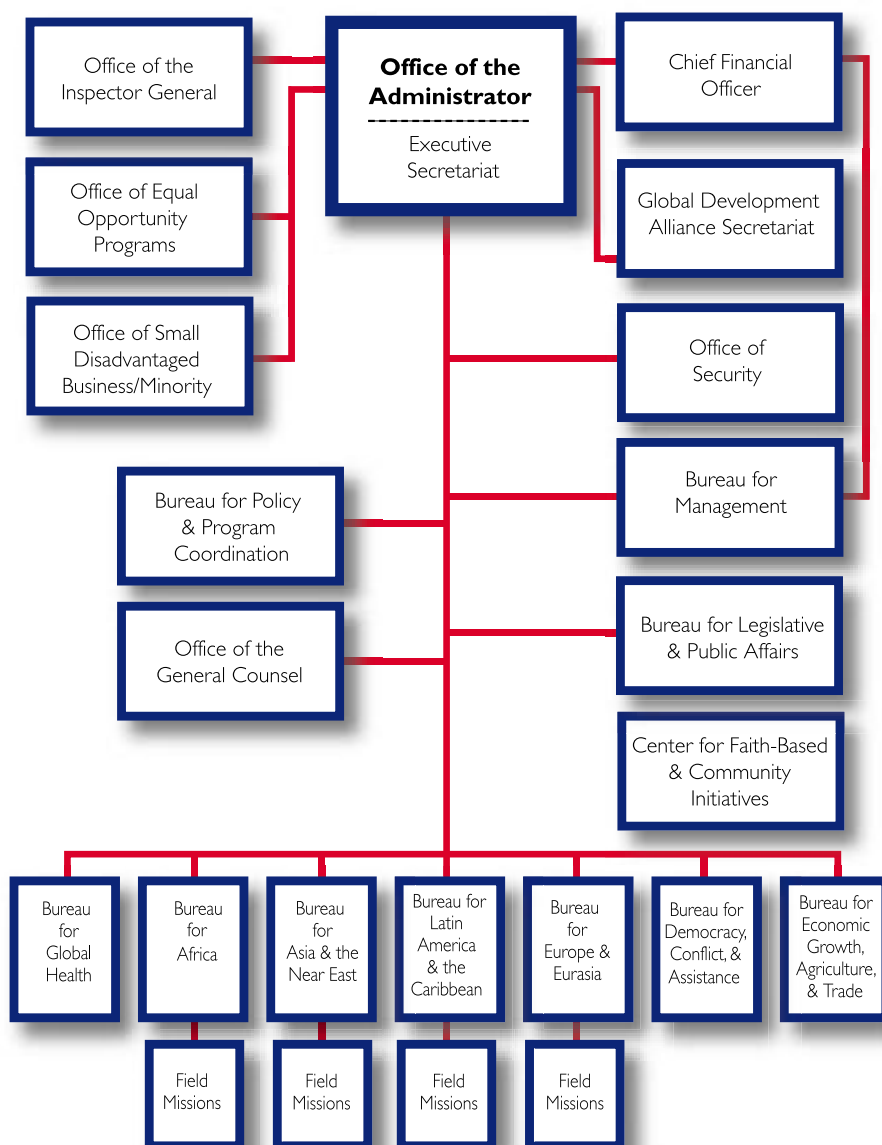 Office of the
Inspector General
Office of the
Administrator
Executive
Secretariat
Chief Financial
Officer
Office of Equal
Opportunity
Programs
Global Development
Alliance Secretariat
Office of Small
Disadvantaged
Business/Minority
Office of
Security
Bureau for Policy
& Program
Coordination
Bureau for
Management
Office of the
General Counsel
Bureau for Legislative
& Public Affairs
Center for Faith-Based
& Community
Initiatives
Bureau
for
Global
Health
Bureau
for
Africa
Bureau
for
Asia & the
Near East
Bureau for
Latin
America
& the
Caribbean
Bureau
for
Europe &
Eurasia
Bureau for
Democracy,
Conflict, &
Assistance
Bureau for
Economic
Growth,
Agriculture,
& Trade
Field
Missions
Field
Missions
Field
Missions
Field
Missions